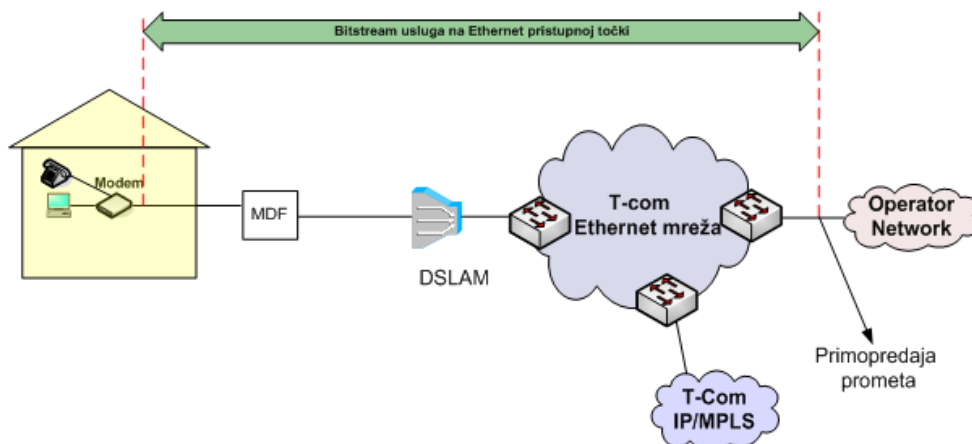 Bitstream usluga na Ethernet pristupnoj točki
Modem
MDF
DSLAM
T-com
Ethernet mreža
Operator
Network
Primopredaja
prometa
T-Com
IP/MPLS